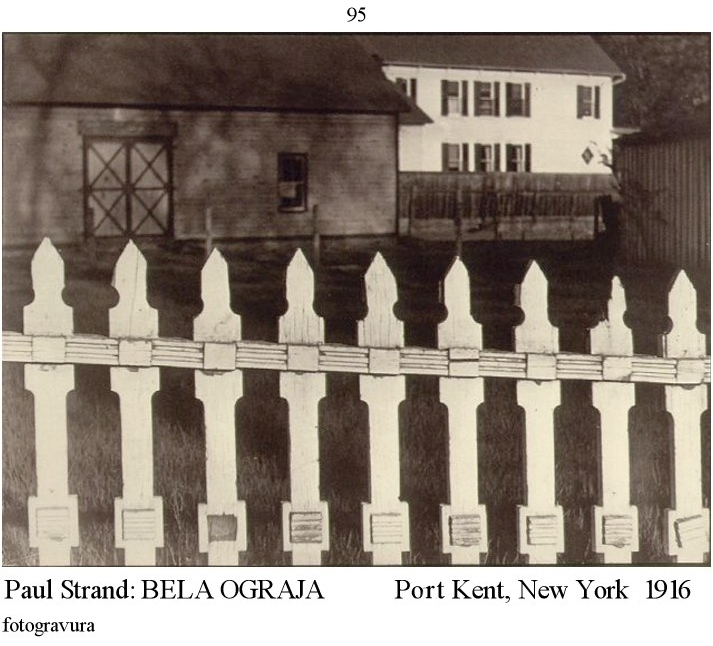 95
Paul Strand: BELA OGRAJA Port Kent, New York 1916
fotogravura